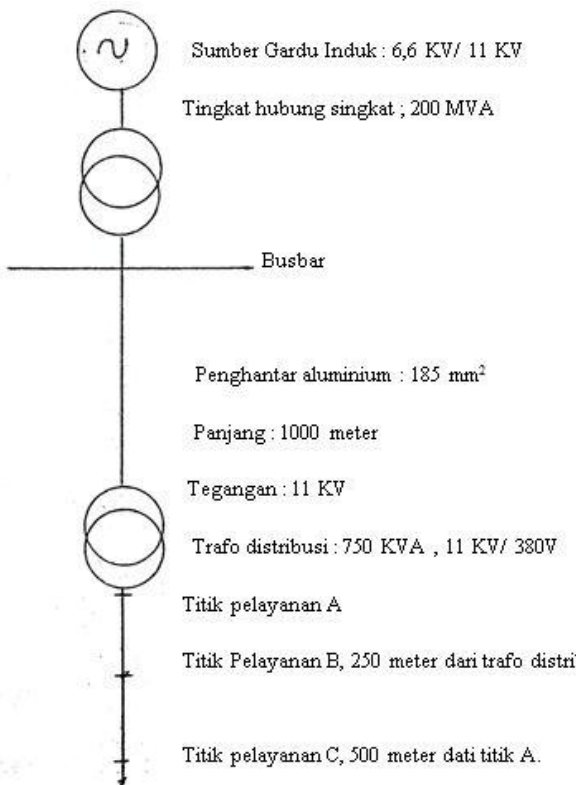 Sumber Gardu Induk : 6,6 KV/ 11 KV
Tingkat hubung singkat ; 200 MVA
Busbar
Penghantar aluminium : 185 mm²
Panjang : 1000 meter
Tegangan : 11 KV
Trafo distribusi : 750 KVA , 11 KV/ 380V
Titik pelayanan A
Titik Pelayanan B, 250 meter dari trafo distri
Titik pelayanan C, 500 meter dati titik A.